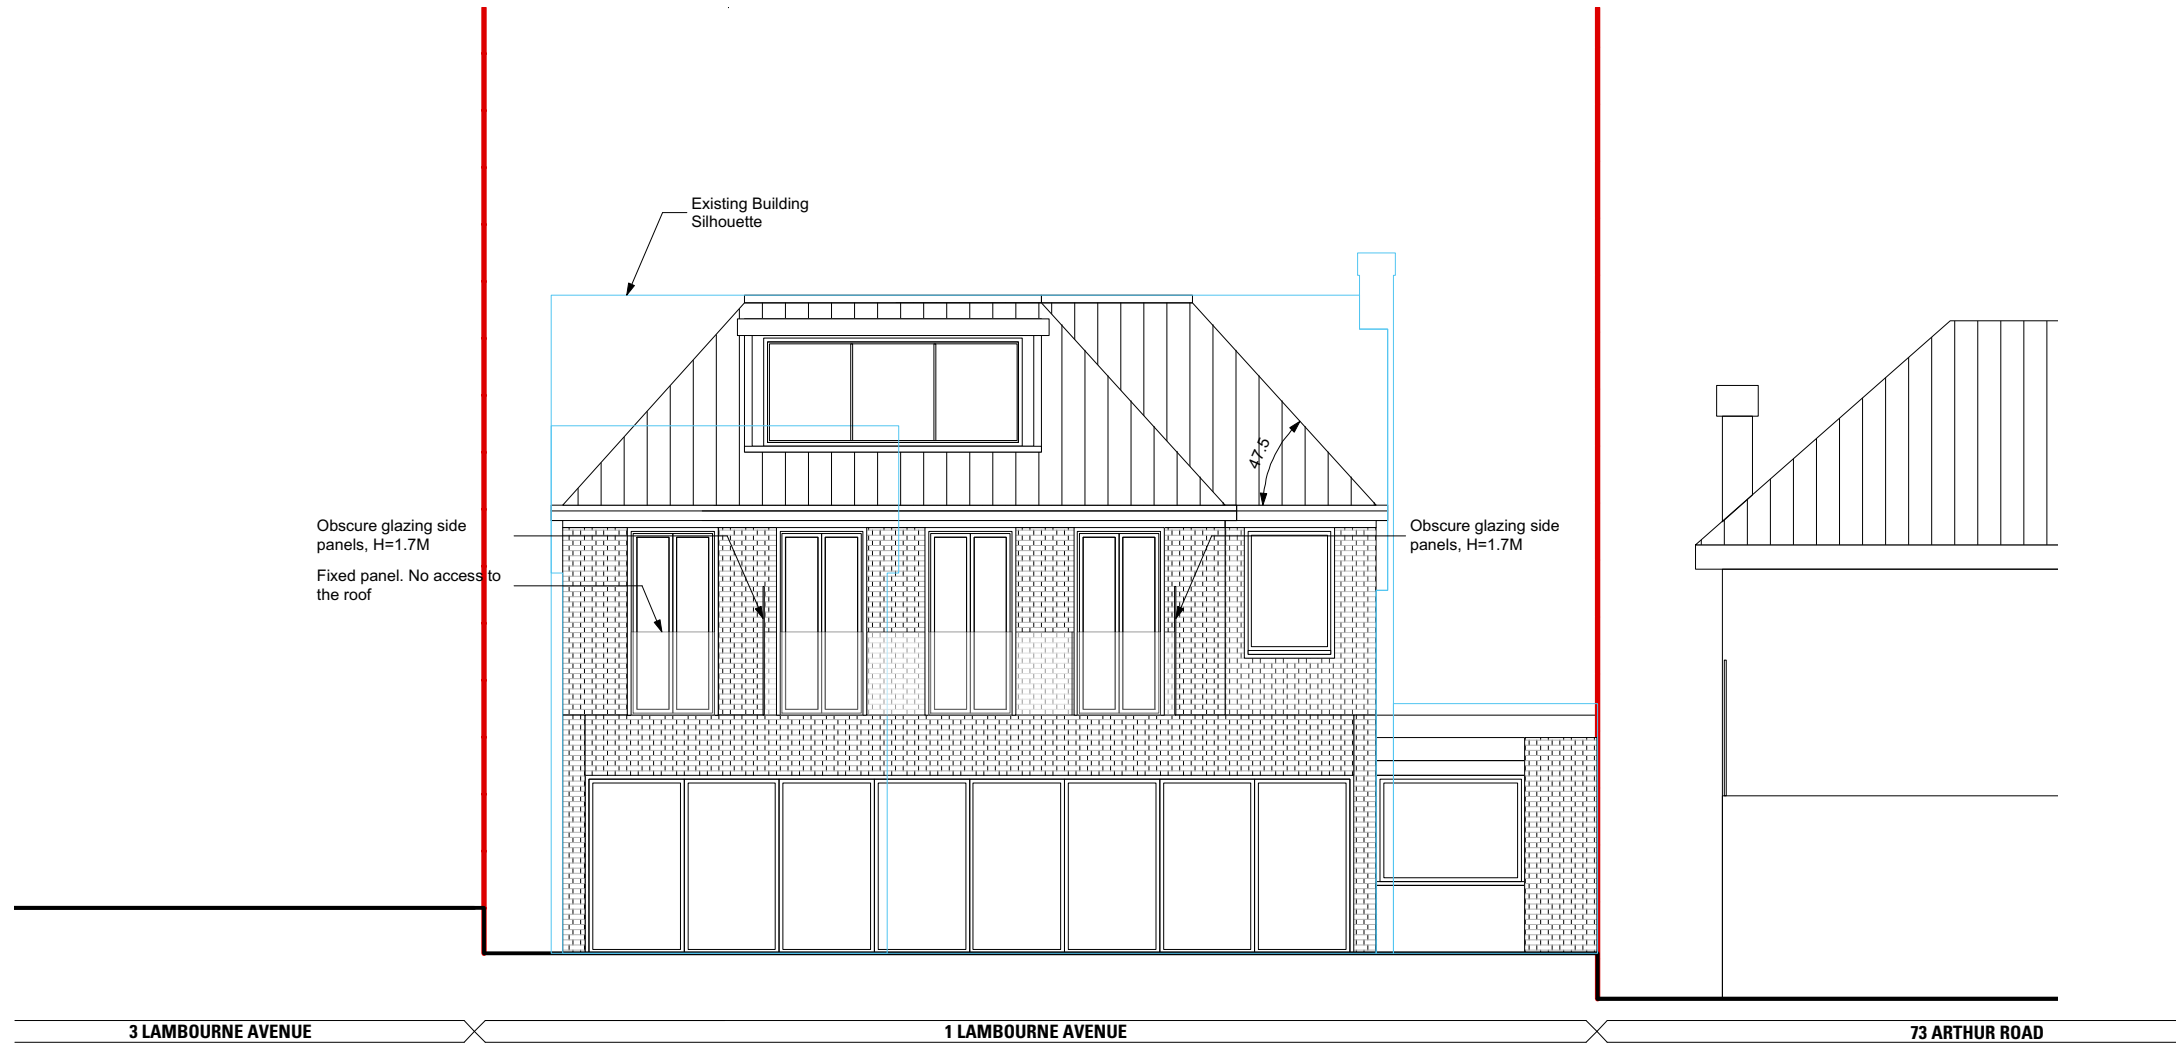 Existing Building
Silhouette
47.5
Obscure glazing side
panels, H=1.7M
Fixed panel. No access to
the roof
Obscure glazing side
panels, H=1.7M
3 LAMBOURNE AVENUE
1 LAMBOURNE AVENUE
73 ARTHUR ROAD